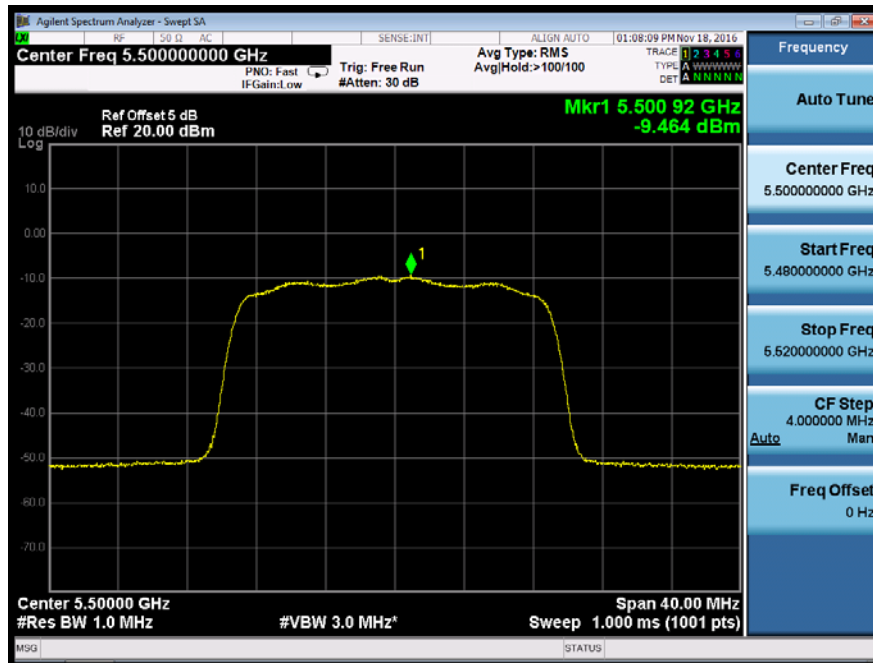 Agilent Spectrum Analyzer - Swept SA
LXI RF 50 Ω AC SENSE:INT ALIGN AUTO 01:08:09 PM Nov 18, 2016
Center Freq 5.500000000 GHz
PNO: Fast
IFGain:Low
Trig: Free Run
#Atten: 30 dB
Avg Type: RMS
Avg|Hold:>100/100
TRACE 1 2 3 4 5 6
TYPE A WWWWW
DET A N N N N N
Ref Offset 5 dB
10 dB/div Ref 20.00 dBm
Log
Mkr1 5.500 92 GHz
-9.464 dBm
10.0
0.00
-10.0
-20.0
-30.0
-40.0
-50.0
-60.0
-70.0
1
Center 5.50000 GHz Span 40.00 MHz
#Res BW 1.0 MHz #VBW 3.0 MHz* Sweep 1.000 ms (1001 pts)
MSG STATUS
Frequency
Auto Tune
Center Freq
5.500000000 GHz
Start Freq
5.480000000 GHz
Stop Freq
5.520000000 GHz
CF Step
4.000000 MHz
Auto Man
Freq Offset
0 Hz